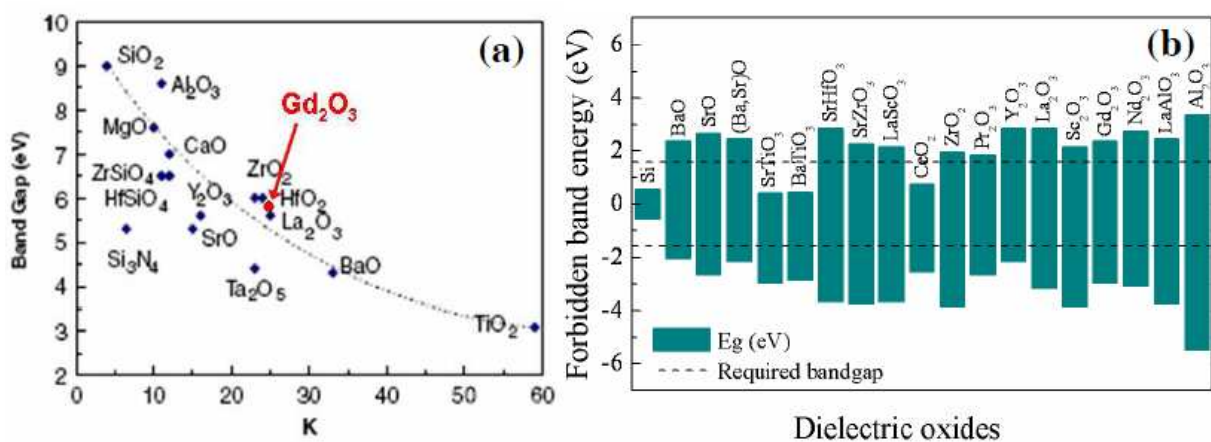 (a)
10
9
8
7
6
5
4
3
2
Band Gap (eV)
SiO₂
Al₂O₃
Gd₂O₃
MgO
CaO
ZrO₂
ZrSiO₄
HfSiO₄
Y₂O₃
HfO₂
La₂O₃
SrO
Si₃N₄
Ta₂O₅
BaO
TiO₂
0 10 20 30 40 50 60
K
(b)
Forbidden band energy (eV)
6
4
2
0
-2
-4
-6
Si
BaO
SrO
(Ba,Sr)O
SrTiO₃
BaTiO₃
SrHfO₃
SrZrO₃
LaScO₃
CeO₂
ZrO₂
Pr₂O₃
Y₂O₃
La₂O₃
Sc₂O₃
Gd₂O₃
Nd₂O₃
LaAlO₃
Al₂O₃
Eg (eV)
Required bandgap
Dielectric oxides